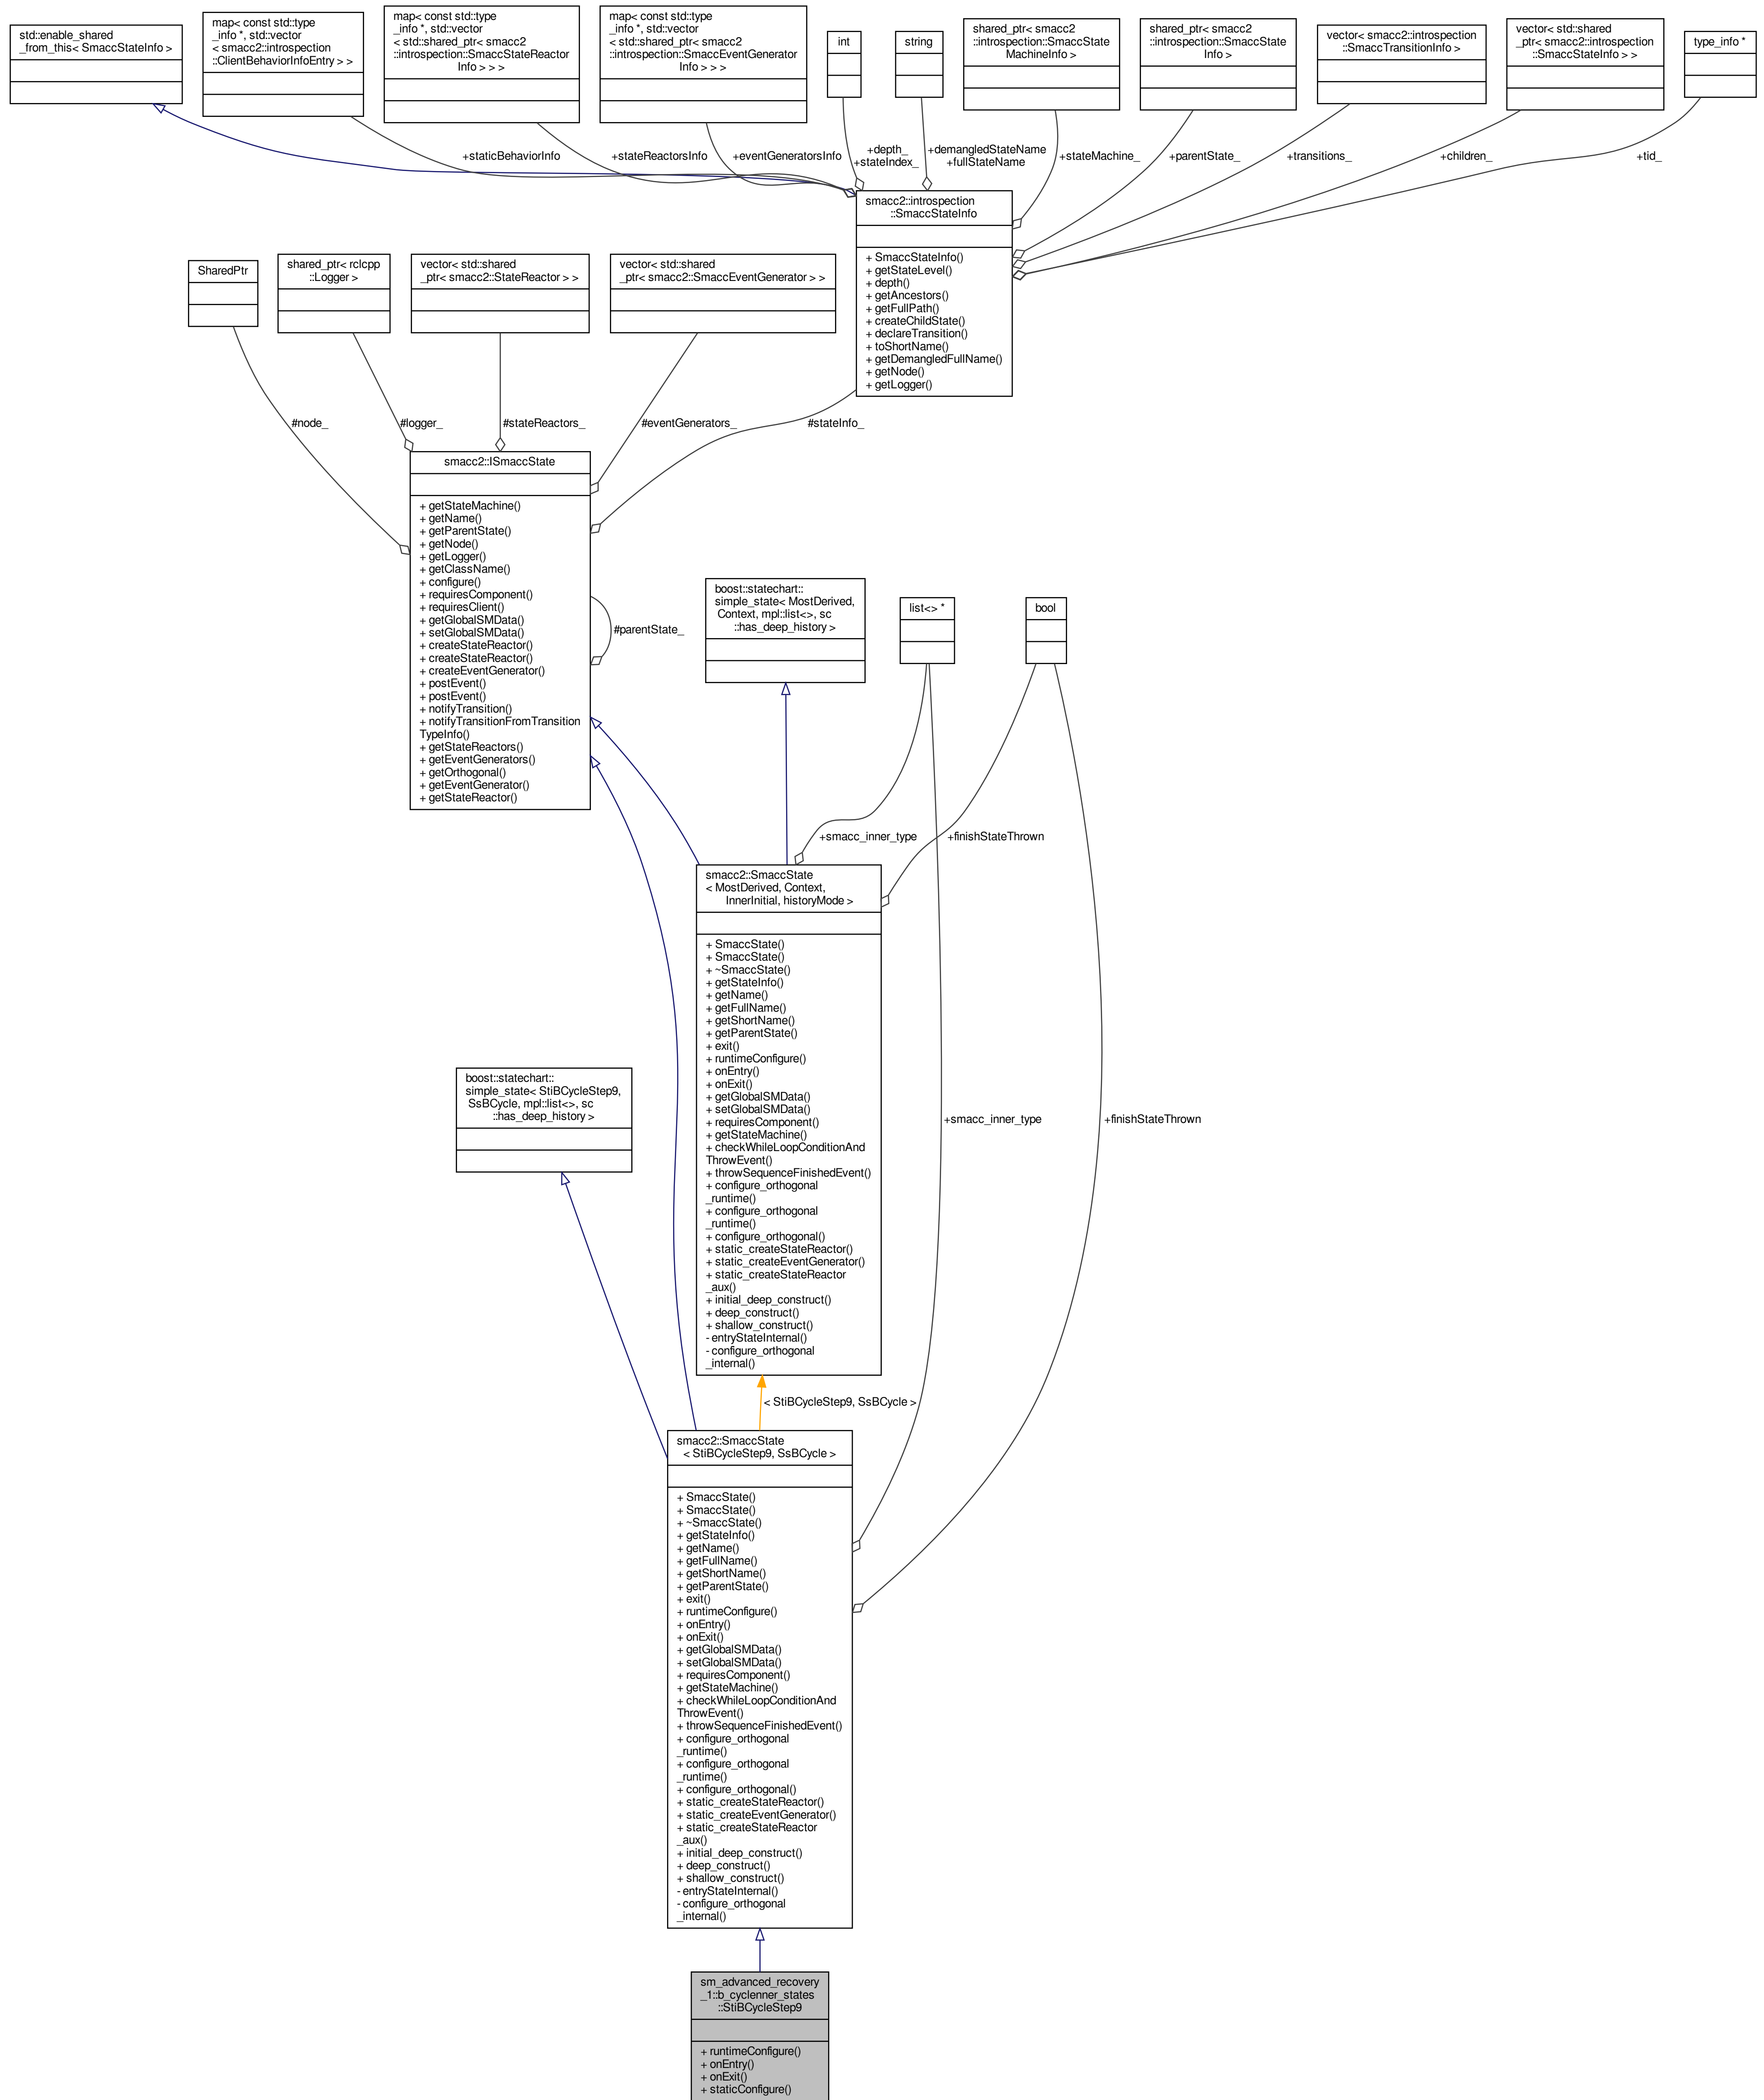 std::enable_shared
_from_this< SmaccStateInfo >
map< const std::type
_info *, std::vector
< smacc2::introspection
::ClientBehaviorInfoEntry > >
map< const std::type
_info *, std::vector
< std::shared_ptr< smacc2
::introspection::SmaccStateReactor
Info > > >
map< const std::type
_info *, std::vector
< std::shared_ptr< smacc2
::introspection::SmaccEventGenerator
Info > > >
int
string
shared_ptr< smacc2
::introspection::SmaccState
MachineInfo >
shared_ptr< smacc2
::introspection::SmaccState
Info >
vector< smacc2::introspection
::SmaccTransitionInfo >
vector< std::shared
_ptr< smacc2::introspection
::SmaccStateInfo > >
type_info *
+staticBehaviorInfo
+stateReactorsInfo
+eventGeneratorsInfo
+depth_
+stateIndex_
+demangledStateName
+fullStateName
+stateMachine_
+parentState_
+transitions_
+children_
+tid_
smacc2::introspection
::SmaccStateInfo
+ SmaccStateInfo()
+ getStateLevel()
+ depth()
+ getAncestors()
+ getFullPath()
+ createChildState()
+ declareTransition()
+ toShortName()
+ getDemangledFullName()
+ getNode()
+ getLogger()
SharedPtr
shared_ptr< rclcpp
::Logger >
vector< std::shared
_ptr< smacc2::StateReactor > >
vector< std::shared
_ptr< smacc2::SmaccEventGenerator > >
#node_
#logger_
#stateReactors_
#eventGenerators_
#stateInfo_
smacc2::ISmaccState
+ getStateMachine()
+ getName()
+ getParentState()
+ getNode()
+ getLogger()
+ getClassName()
+ configure()
+ requiresComponent()
+ requiresClient()
+ getGlobalSMData()
+ setGlobalSMData()
+ createStateReactor()
+ createStateReactor()
+ createEventGenerator()
+ postEvent()
+ postEvent()
+ notifyTransition()
+ notifyTransitionFromTransition
TypeInfo()
+ getStateReactors()
+ getEventGenerators()
+ getOrthogonal()
+ getEventGenerator()
+ getStateReactor()
#parentState_
boost::statechart::
simple_state< MostDerived,
Context, mpl::list<>, sc
::has_deep_history >
list<> *
bool
+smacc_inner_type
+finishStateThrown
smacc2::SmaccState
< MostDerived, Context,
InnerInitial, historyMode >
+ SmaccState()
+ SmaccState()
+ ~SmaccState()
+ getStateInfo()
+ getName()
+ getFullName()
+ getShortName()
+ getParentState()
+ exit()
+ runtimeConfigure()
+ onEntry()
+ onExit()
+ getGlobalSMData()
+ setGlobalSMData()
+ requiresComponent()
+ getStateMachine()
+ checkWhileLoopConditionAnd
ThrowEvent()
+ throwSequenceFinishedEvent()
+ configure_orthogonal
_runtime()
+ configure_orthogonal
_runtime()
+ configure_orthogonal()
+ static_createStateReactor()
+ static_createEventGenerator()
+ static_createStateReactor
_aux()
+ initial_deep_construct()
+ deep_construct()
+ shallow_construct()
- entryStateInternal()
- configure_orthogonal
_internal()
boost::statechart::
simple_state< StiBCycleStep9,
SsBCycle, mpl::list<>, sc
::has_deep_history >
+smacc_inner_type
+finishStateThrown
< StiBCycleStep9, SsBCycle >
smacc2::SmaccState
< StiBCycleStep9, SsBCycle >
+ SmaccState()
+ SmaccState()
+ ~SmaccState()
+ getStateInfo()
+ getName()
+ getFullName()
+ getShortName()
+ getParentState()
+ exit()
+ runtimeConfigure()
+ onEntry()
+ onExit()
+ getGlobalSMData()
+ setGlobalSMData()
+ requiresComponent()
+ getStateMachine()
+ checkWhileLoopConditionAnd
ThrowEvent()
+ throwSequenceFinishedEvent()
+ configure_orthogonal
_runtime()
+ configure_orthogonal
_runtime()
+ configure_orthogonal()
+ static_createStateReactor()
+ static_createEventGenerator()
+ static_createStateReactor
_aux()
+ initial_deep_construct()
+ deep_construct()
+ shallow_construct()
- entryStateInternal()
- configure_orthogonal
_internal()
sm_advanced_recovery
_1::b_cyclenner_states
::StiBCycleStep9
+ runtimeConfigure()
+ onEntry()
+ onExit()
+ staticConfigure()